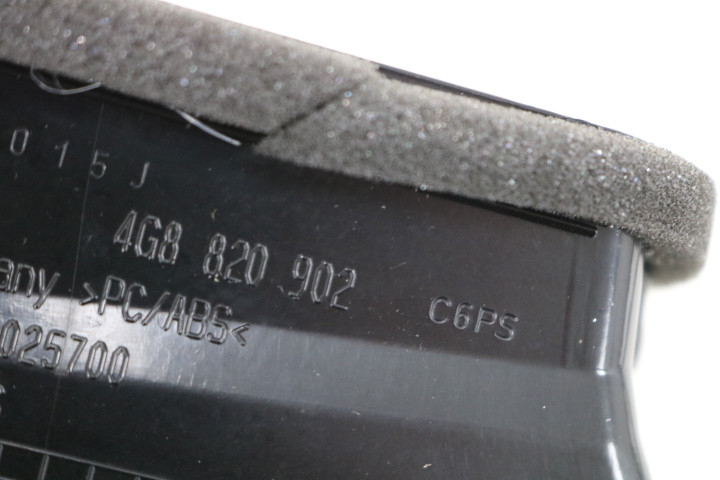 015J
4G8 820 902
C6PS
any >PC/ABS<
025700